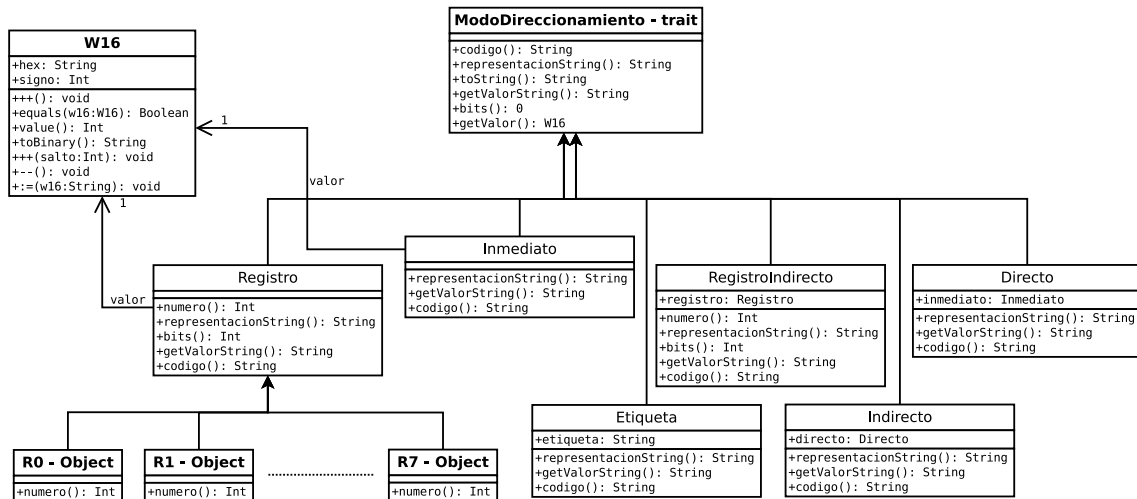 ModoDireccionamiento - trait
+codigo(): String
+representacionString(): String
+toString(): String
+getValorString(): String
+bits(): 0
+getValor(): W16
W16
+hex: String
+signo: Int
+++(): void
+equals(w16:W16): Boolean
+value(): Int
+toBinary(): String
+++(salto:Int): void
+--(): void
+:=(w16:String): void
1
valor
1
valor
Registro
+numero(): Int
+representacionString(): String
+bits(): Int
+getValorString(): String
+codigo(): String
Inmediato
+representacionString(): String
+getValorString(): String
+codigo(): String
RegistroIndirecto
+registro: Registro
+numero(): Int
+representacionString(): String
+bits(): Int
+getValorString(): String
+codigo(): String
Directo
+inmediato: Inmediato
+representacionString(): String
+getValorString(): String
+codigo(): String
Etiqueta
+etiqueta: String
+representacionString(): String
+getValorString(): String
+codigo(): String
Indirecto
+directo: Directo
+representacionString(): String
+getValorString(): String
+codigo(): String
R0 - Object
+numero(): Int
R1 - Object
+numero(): Int
R7 - Object
+numero(): Int